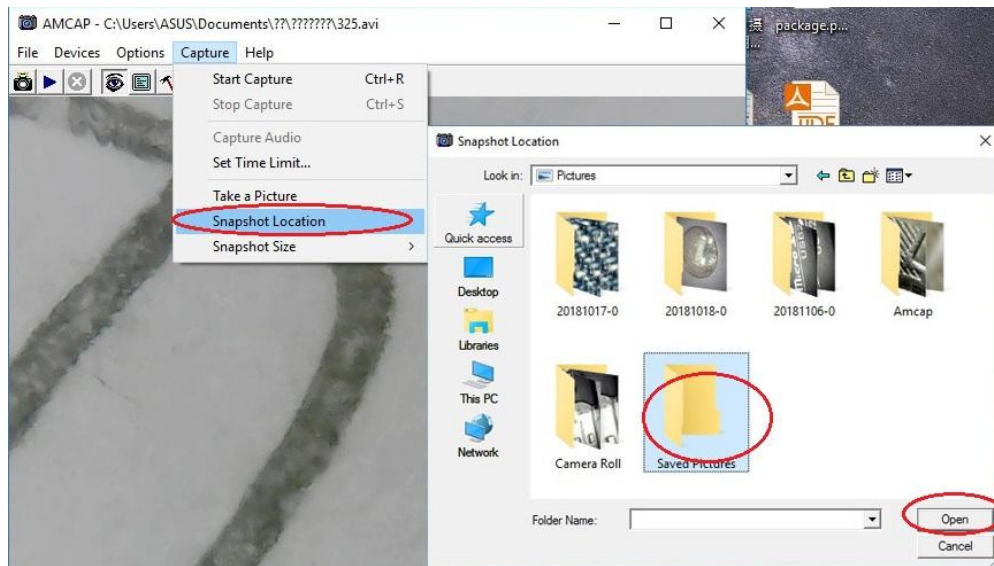 AMCAP - C:\Users\ASUS\Documents\??\???????\325.avi
File Devices Options Capture Help
Start Capture Ctrl+R
Stop Capture Ctrl+S
Capture Audio
Set Time Limit...
Take a Picture
Snapshot Location
Snapshot Size
package.p...
Snapshot Location
Look in: Pictures
Quick access
Desktop
Libraries
This PC
Network
20181017-0 20181018-0 20181106-0 Amcap
Camera Roll Saved Pictures
Folder Name:
Open
Cancel